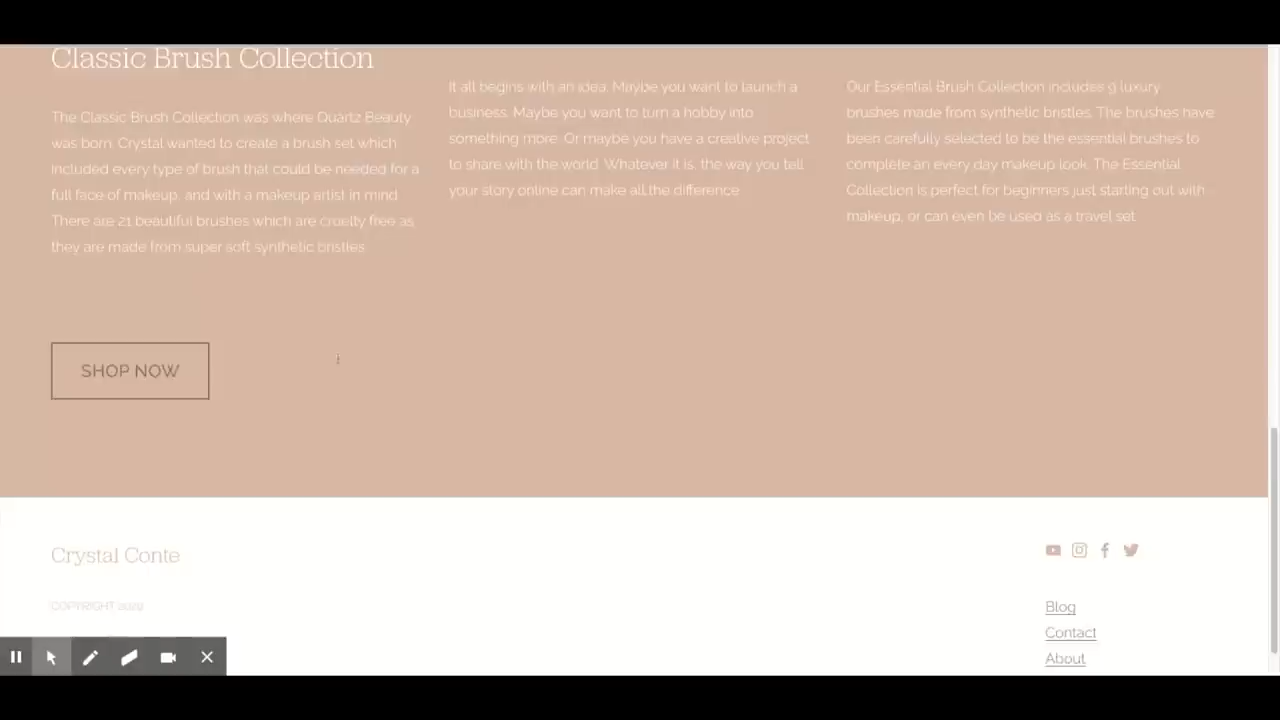 Classic Brush Collection
The Classic Brush Collection was where Quartz Beauty
was born. Crystal wanted to create a brush set which
included every type of brush that could be needed for a
full face of makeup, and with a makeup artist in mind.
There are 21 beautiful brushes which are cruelty free as
they are made from super soft synthetic bristles.
SHOP NOW
It all begins with an idea. Maybe you want to launch a
business. Maybe you want to turn a hobby into
something more. Or maybe you have a creative project
to share with the world. Whatever it is, the way you tell
your story online can make all the difference.
Our Essential Brush Collection includes 9 luxury
brushes made from synthetic bristles. The brushes have
been carefully selected to be the essential brushes to
complete an every day makeup look. The Essential
Collection is perfect for beginners just starting out with
makeup, or can even be used as a travel set.
Crystal Conte
COPYRIGHT
Blog
Contact
About